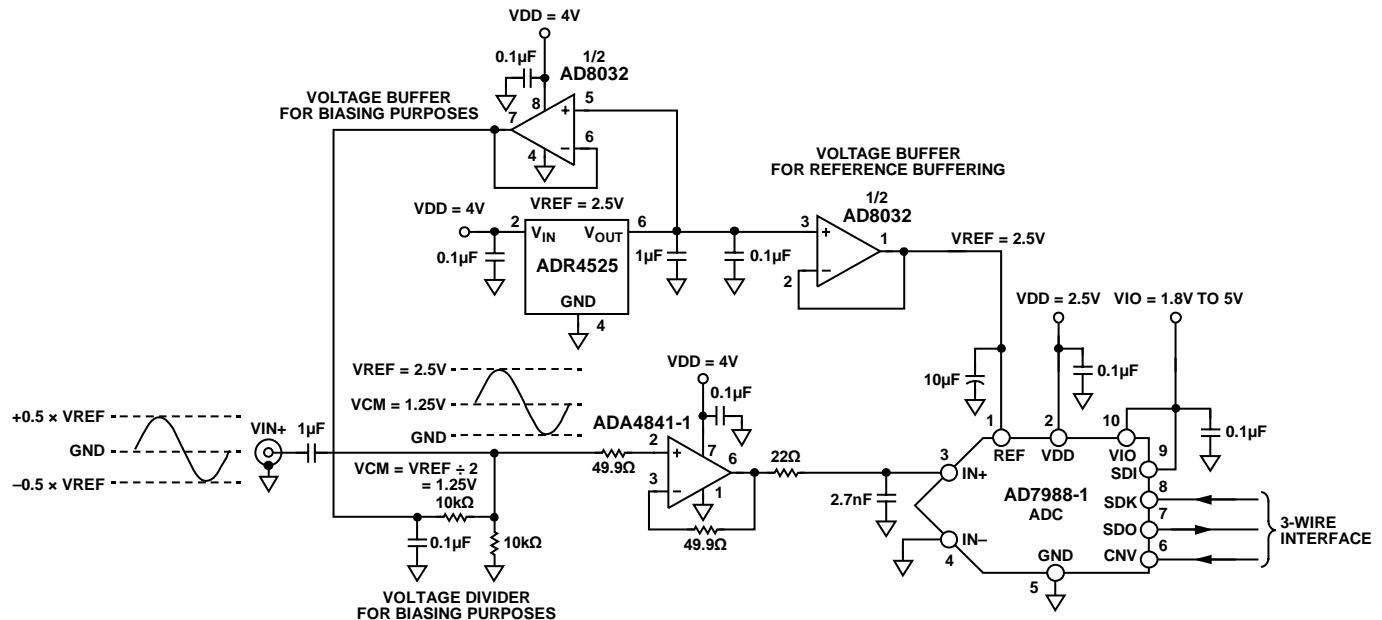 VDD = 4V
0.1µF
1/2
AD8032
VOLTAGE BUFFER
FOR BIASING PURPOSES
8
5
+
7
6
–
4
VOLTAGE BUFFER
FOR REFERENCE BUFFERING
1/2
AD8032
VREF = 2.5V
VDD = 4V
2
VIN
VOUT
6
3
+
1
VREF = 2.5V
0.1µF
ADR4525
1µF
0.1µF
2
–
GND
4
VDD = 2.5V
VIO = 1.8V TO 5V
VDD = 4V
VREF = 2.5V
10µF
0.1µF
0.1µF
+0.5 × VREF
VCM = 1.25V
ADA4841-1
VIN+
1µF
GND
1
2
10
0.1µF
GND
2
+
7
6
22Ω
3
REF
VDD
VIO
9
49.9Ω
IN+
SDI
VCM = VREF ÷ 2
= 1.25V
–0.5 × VREF
3
–
1
2.7nF
8
AD7988-1
ADC
SDK
7
10kΩ
SDO
3-WIRE
INTERFACE
0.1µF
10kΩ
49.9Ω
IN–
GND
CNV
6
4
5
VOLTAGE DIVIDER
FOR BIASING PURPOSES